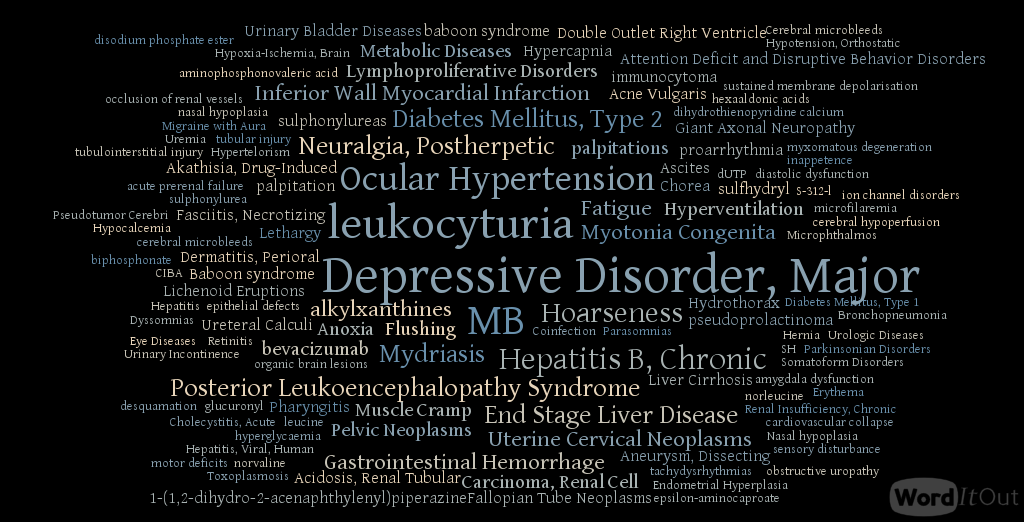 Urinary Bladder Diseases
baboon syndrome
Double Outlet Right Ventricle
Cerebral microbleeds
disodium phosphate ester
Hypotension, Orthostatic
Hypoxia-Ischemia, Brain
Metabolic Diseases
Hypercapnia
Attention Deficit and Disruptive Behavior Disorders
aminophosphonovaleric acid
Lymphoproliferative Disorders
immunocytoma
sustained membrane depolarisation
occlusion of renal vessels
Inferior Wall Myocardial Infarction
Acne Vulgaris
hexaaldonic acids
nasal hypoplasia
sulphonylureas
Diabetes Mellitus, Type 2
dihydrothienopyridine calcium
Migraine with Aura
Giant Axonal Neuropathy
Uremia
tubular injury
Neuralgia, Postherpetic
palpitations
proarrhythmia
myxomatous degeneration
tubulointerstitial injury
Hypertelorism
inappetence
Akathisia, Drug-Induced
Ocular Hypertension
Ascites
dUTP
diastolic dysfunction
acute prerenal failure
palpitation
Chorea
sulfhydryl
S-312-l
ion channel disorders
sulphonylurea
leukocyturia
Fatigue
Hyperventilation
microfilaremia
Pseudotumor Cerebri
Fasciitis, Necrotizing
cerebral hypoperfusion
Hypocalcemia
Lethargy
Myotonia Congenita
Microphthalmos
cerebral microbleeds
biphosphonate
Dermatitis, Perioral
Depressive Disorder, Major
CIBA
Baboon syndrome
Lichenoid Eruptions
Hepatitis
epithelial defects
alkylxanthines
MB
Hoarseness
Hydrothorax
Diabetes Mellitus, Type 1
Dyssomnias
Ureteral Calculi
Anoxia
Flushing
Coinfection
Parasomnias
pseudoprolactinoma
Bronchopneumonia
Eye Diseases
Retinitis
Hernia
Urologic Diseases
Urinary Incontinence
bevacizumab
Mydriasis
Hepatitis B, Chronic
SH
Parkinsonian Disorders
organic brain lesions
Somatoform Disorders
Posterior Leukoencephalopathy Syndrome
Liver Cirrhosis
amygdala dysfunction
norleucine
Erythema
desquamation
glucuronyl
Pharyngitis
Muscle Cramp
End Stage Liver Disease
Renal Insufficiency, Chronic
Cholecystitis, Acute
leucine
Pelvic Neoplasms
cardiovascular collapse
hyperglycaemia
Uterine Cervical Neoplasms
Nasal hypoplasia
Hepatitis, Viral, Human
Aneurysm, Dissecting
sensory disturbance
motor deficits
norvaline
Gastrointestinal Hemorrhage
tachydysrhythmias
obstructive uropathy
Toxoplasmosis
Acidosis, Renal Tubular
Carcinoma, Renal Cell
Endometrial Hyperplasia
1-(1,2-dihydro-2-acenaphthylenyl)piperazine
Fallopian Tube Neoplasms
epsilon-aminocaproate
WordItOut